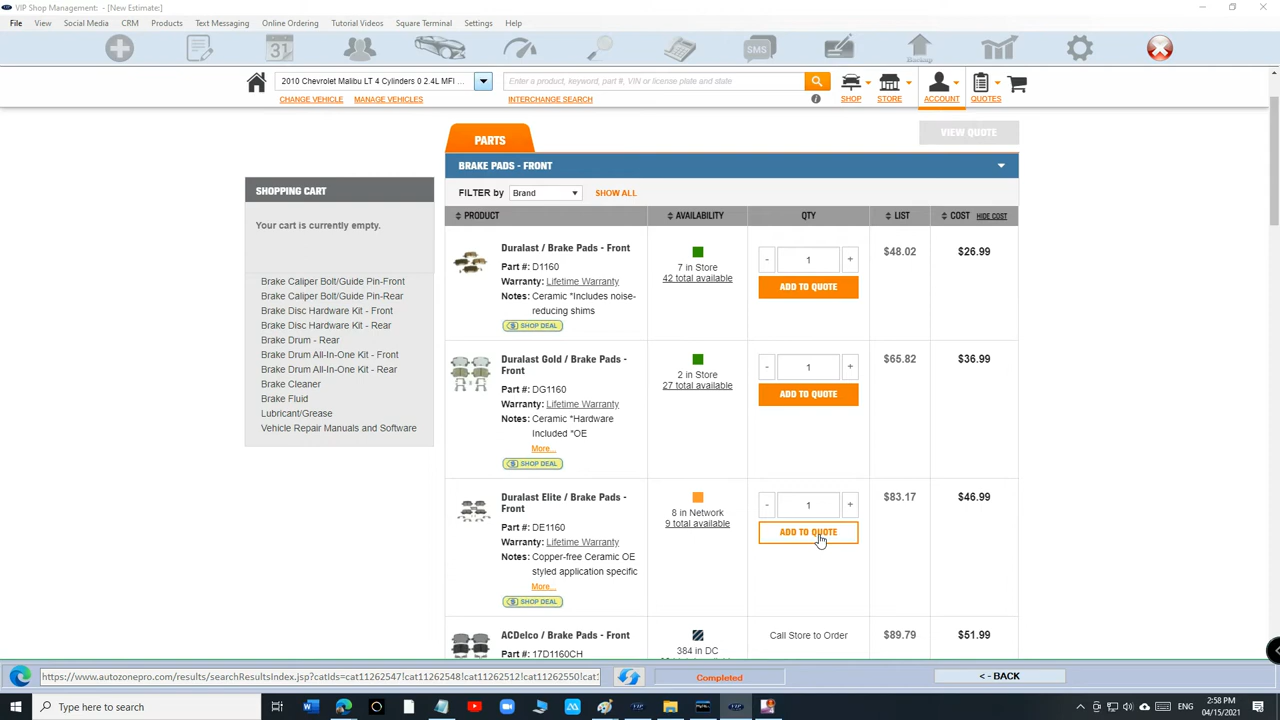 VIP Shop Management: - [New Estimate:]
File View Social Media CRM Products Text Messaging Online Ordering Tutorial Videos Square Terminal Settings Help
31 SMS Backup
2010 Chevrolet Malibu LT 4 Cylinders 0 2.4L MFI ... Enter a product, keyword, part #, VIN or license plate and state
CHANGE VEHICLE MANAGE VEHICLES INTERCHANGE SEARCH SHOP STORE ACCOUNT QUOTES
PARTS VIEW QUOTE
BRAKE PADS - FRONT
FILTER by Brand SHOW ALL
PRODUCT AVAILABILITY QTY LIST COST HIDE COST
SHOPPING CART
Your cart is currently empty.
Brake Caliper Bolt/Guide Pin-Front
Brake Caliper Bolt/Guide Pin-Rear
Brake Disc Hardware Kit - Front
Brake Disc Hardware Kit - Rear
Brake Drum - Rear
Brake Drum All-In-One Kit - Front
Brake Drum All-In-One Kit - Rear
Brake Cleaner
Brake Fluid
Lubricant/Grease
Vehicle Repair Manuals and Software
Duralast / Brake Pads - Front
Part #: D1160
Warranty: Lifetime Warranty
Notes: Ceramic *Includes noise-
reducing shims
SHOP DEAL
7 in Store
42 total available
- 1 +
ADD TO QUOTE
$48.02 $26.99
Duralast Gold / Brake Pads -
Front
Part #: DG1160
Warranty: Lifetime Warranty
Notes: Ceramic *Hardware
Included *OE
More...
SHOP DEAL
2 in Store
27 total available
- 1 +
ADD TO QUOTE
$65.82 $36.99
Duralast Elite / Brake Pads -
Front
Part #: DE1160
Warranty: Lifetime Warranty
Notes: Copper-free Ceramic OE
styled application specific
More...
SHOP DEAL
8 in Network
9 total available
- 1 +
ADD TO QUOTE
$83.17 $46.99
ACDelco / Brake Pads - Front
Part #: 17D1160CH
384 in DC
Call Store to Order
$89.79 $51.99
https://www.autozonepro.com/results/searchResultsIndex.jsp?catIds=cat11262547!cat11262548!cat11262512!cat11260550!cat1 Completed < - BACK
Type here to search
2:58 PM
04/15/2021